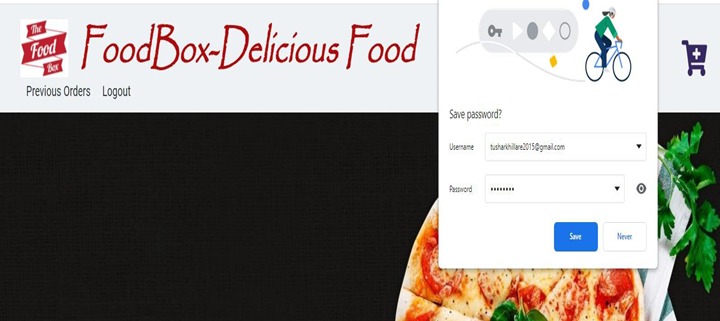 The
Food
Box
FoodBox-Delicious Food
Previous Orders Logout
Save password?
Username tusharkhillare2015@gmail.com
Password ••••••••
Save Never